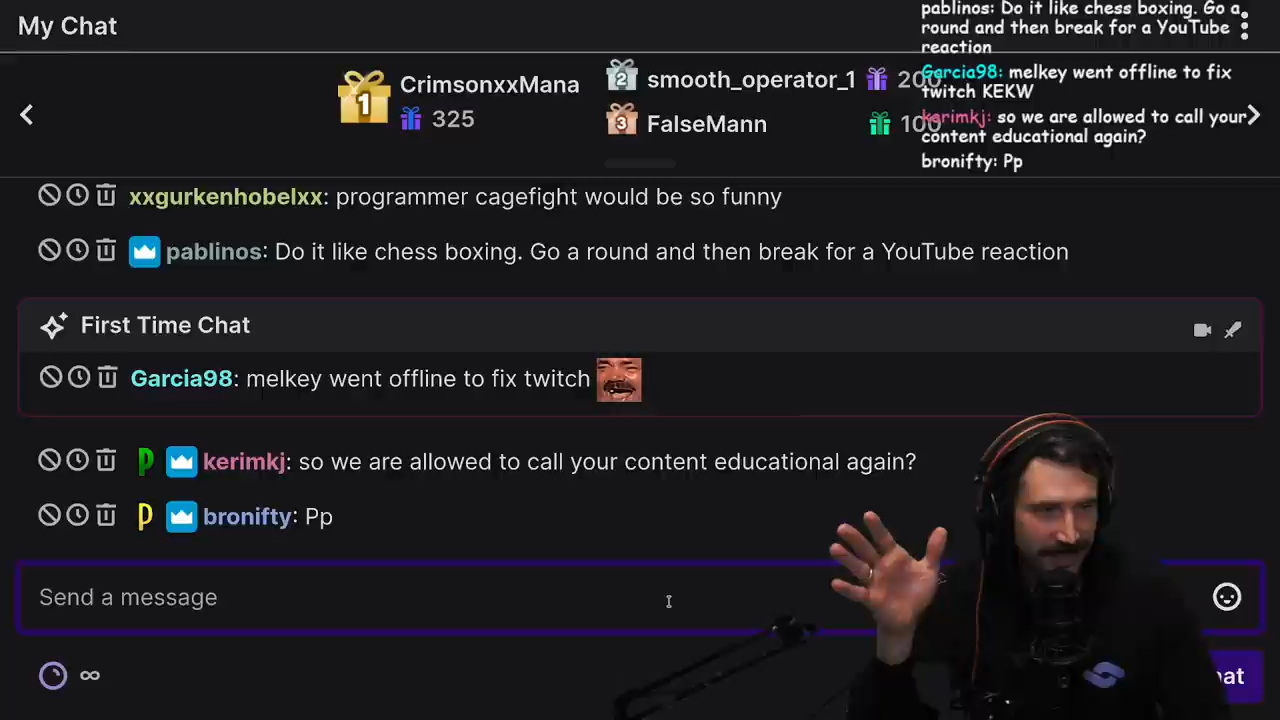 My Chat
pablinos: Do it like chess boxing. Go a
round and then break for a YouTube
reaction
Garcia98: melkey went offline to fix
twitch KEKW
kerimkj: so we are allowed to call your
content educational again?
bronifty: Pp
1 CrimsonxxMana
325
2 smooth_operator_1 200
3 FalseMann 100
xxgurkenhobelxx: programmer cagefight would be so funny
pablinos: Do it like chess boxing. Go a round and then break for a YouTube reaction
First Time Chat
Garcia98: melkey went offline to fix twitch
p kerimkj: so we are allowed to call your content educational again?
p bronifty: Pp
Send a message
∞